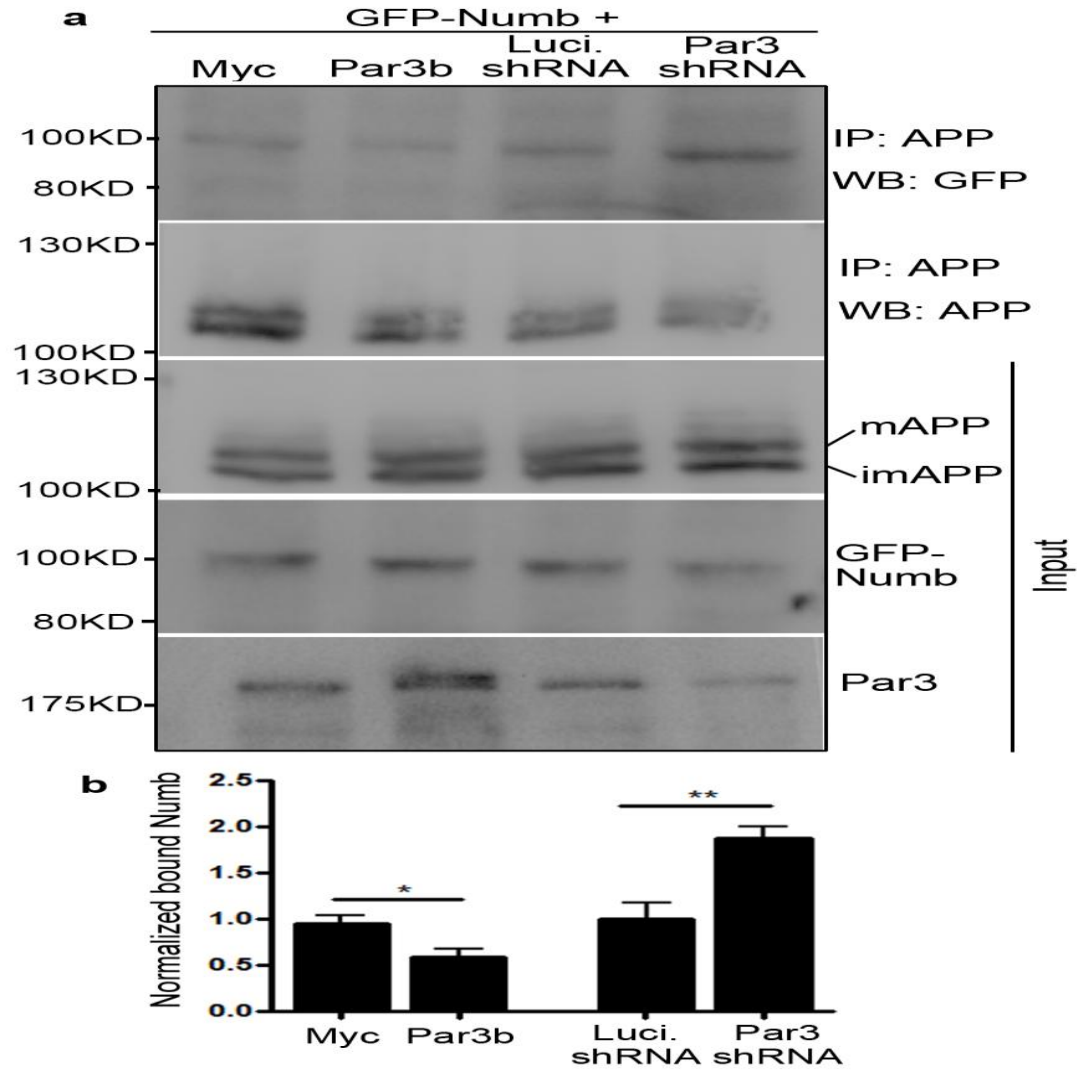 a
GFP-Numb +
Myc Par3b Luci. shRNA Par3 shRNA
100KD
80KD
IP: APP
WB: GFP
130KD
100KD
IP: APP
WB: APP
130KD
100KD
mAPP
imAPP
100KD
80KD
GFP-
Numb
175KD
Par3
Input
b
Normalized bound Numb
2.5
2.0
1.5
1.0
0.5
0.0
*
**
Myc Par3b Luci. shRNA Par3 shRNA